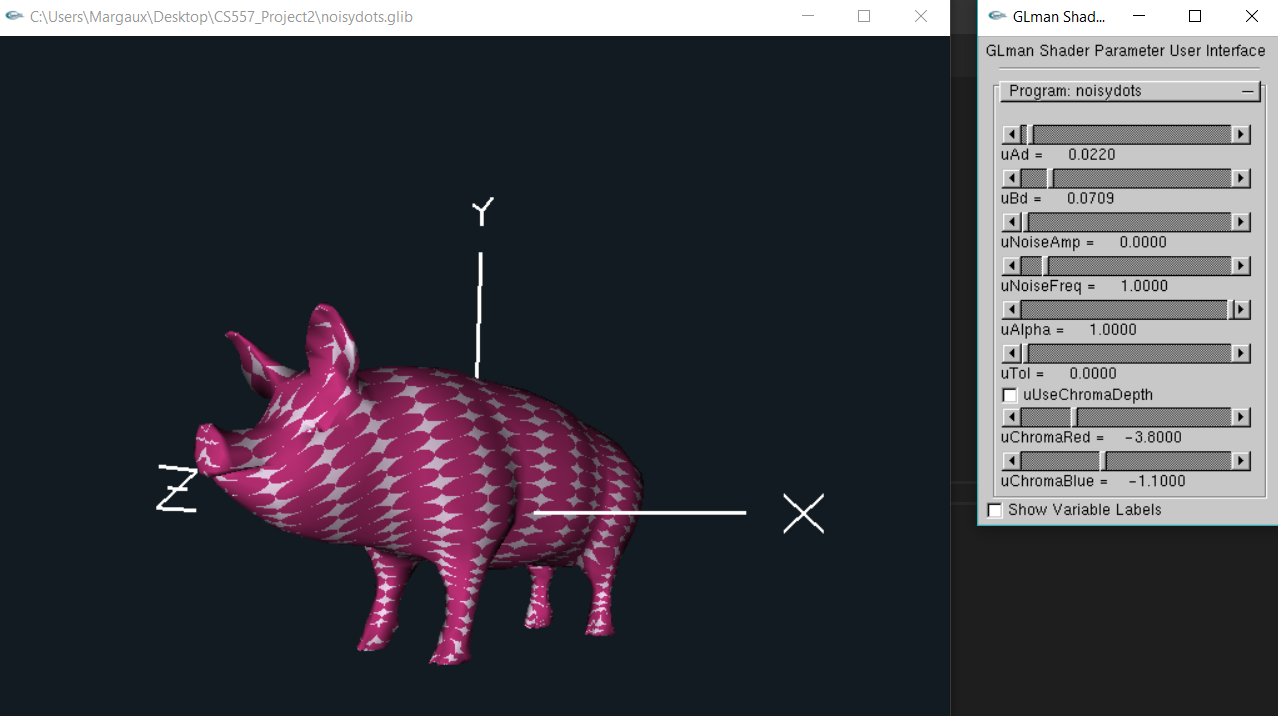 C:\Users\Margaux\Desktop\CS557_Project2\noisydots.glib
GLman Shad...
GLman Shader Parameter User Interface
Program: noisydots
uAd = 0.0220
uBd = 0.0709
uNoiseAmp = 0.0000
uNoiseFreq = 1.0000
uAlpha = 1.0000
uTol = 0.0000
uUseChromaDepth
uChromaRed = -3.8000
uChromaBlue = -1.1000
Show Variable Labels
Y
Z
X